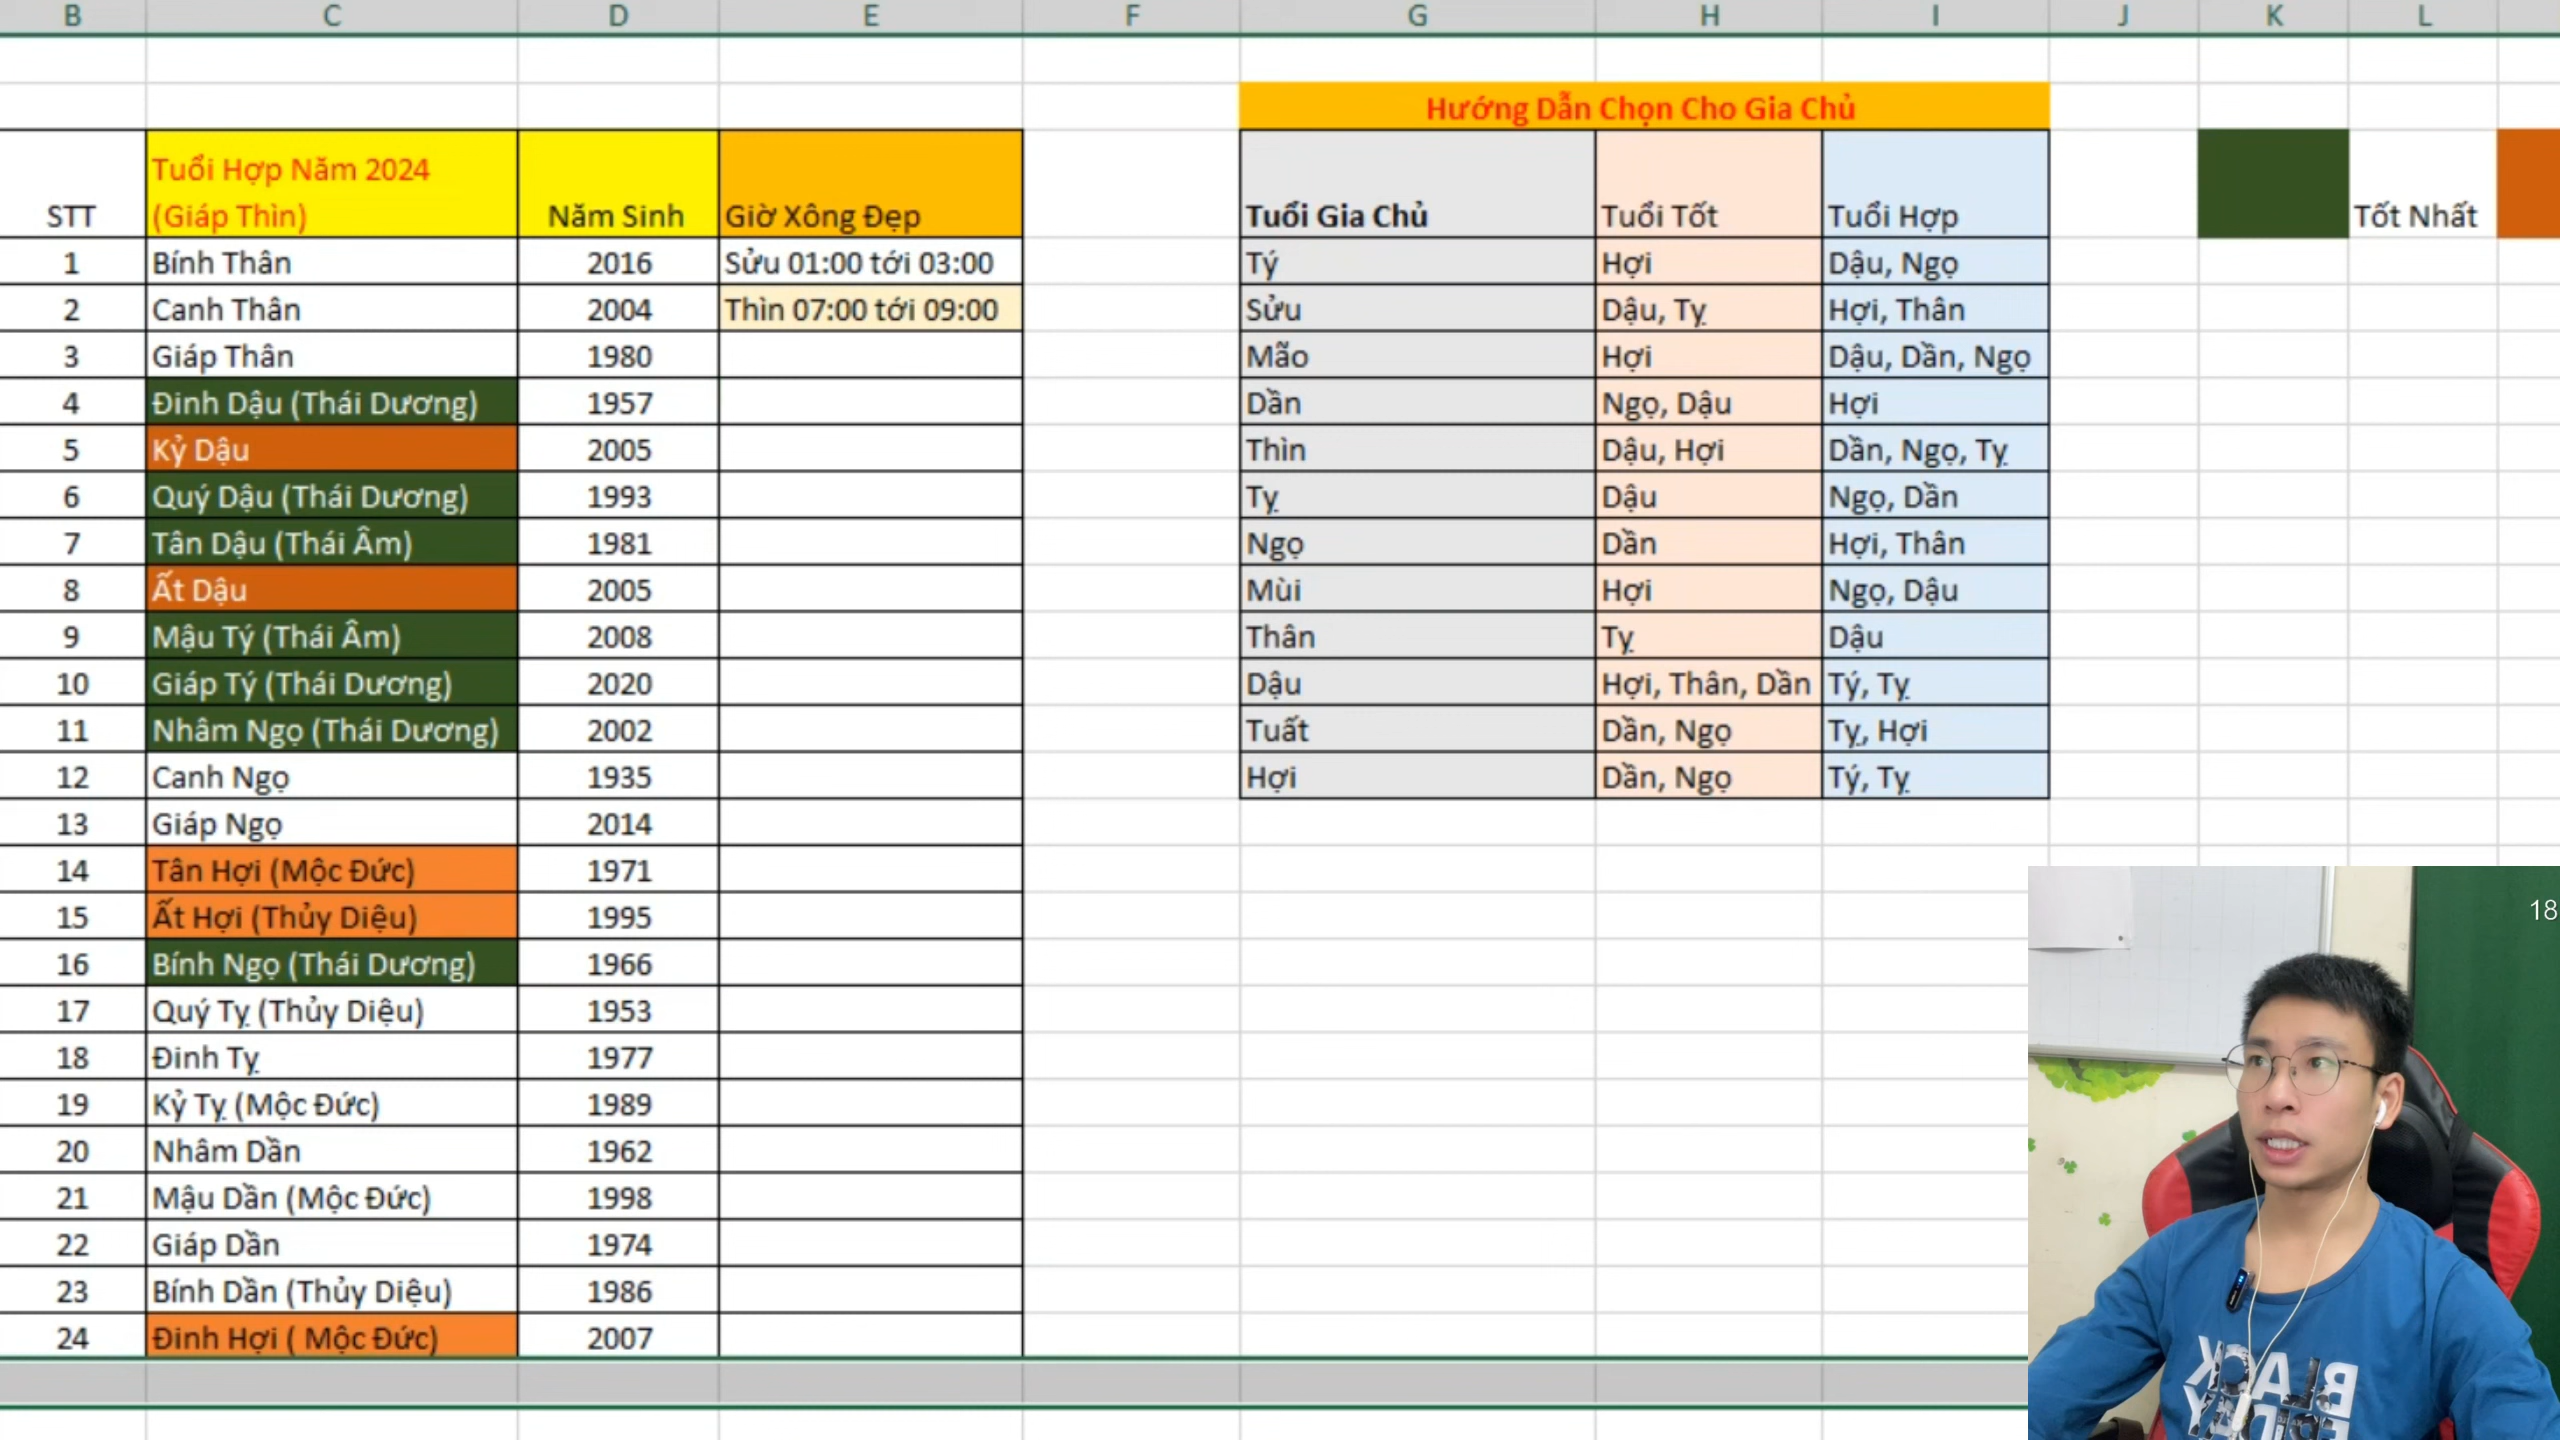 B C D E F G H I J K L
Hướng Dẫn Chọn Cho Gia Chủ
STT Tuổi Hợp Năm 2024 (Giáp Thìn) Năm Sinh Giờ Xông Đẹp Tuổi Gia Chủ Tuổi Tốt Tuổi Hợp Tốt Nhất
1 Bính Thân 2016 Sửu 01:00 tới 03:00 Tý Hợi Dậu, Ngọ
2 Canh Thân 2004 Thìn 07:00 tới 09:00 Sửu Dậu, Tỵ Hợi, Thân
3 Giáp Thân 1980 Mão Hợi Dậu, Dần, Ngọ
4 Đinh Dậu (Thái Dương) 1957 Dần Ngọ, Dậu Hợi
5 Kỷ Dậu 2005 Thìn Dậu, Hợi Dần, Ngọ, Tỵ
6 Quý Dậu (Thái Dương) 1993 Tỵ Dậu Ngọ, Dần
7 Tân Dậu (Thái Âm) 1981 Ngọ Dần Hợi, Thân
8 Ất Dậu 2005 Mùi Hợi Ngọ, Dậu
9 Mậu Tý (Thái Âm) 2008 Thân Tỵ Dậu
10 Giáp Tý (Thái Dương) 2020 Dậu Hợi, Thân, Dần Tý, Tỵ
11 Nhâm Ngọ (Thái Dương) 2002 Tuất Dần, Ngọ Tỵ, Hợi
12 Canh Ngọ 1935 Hợi Dần, Ngọ Tý, Tỵ
13 Giáp Ngọ 2014
14 Tân Hợi (Mộc Đức) 1971
15 Ất Hợi (Thủy Diệu) 1995
16 Bính Ngọ (Thái Dương) 1966
17 Quý Tỵ (Thủy Diệu) 1953
18 Đinh Tỵ 1977
19 Kỷ Tỵ (Mộc Đức) 1989
20 Nhâm Dần 1962
21 Mậu Dần (Mộc Đức) 1998
22 Giáp Dần 1974
23 Bính Dần (Thủy Diệu) 1986
24 Đinh Hợi ( Mộc Đức) 2007
18
BLACK